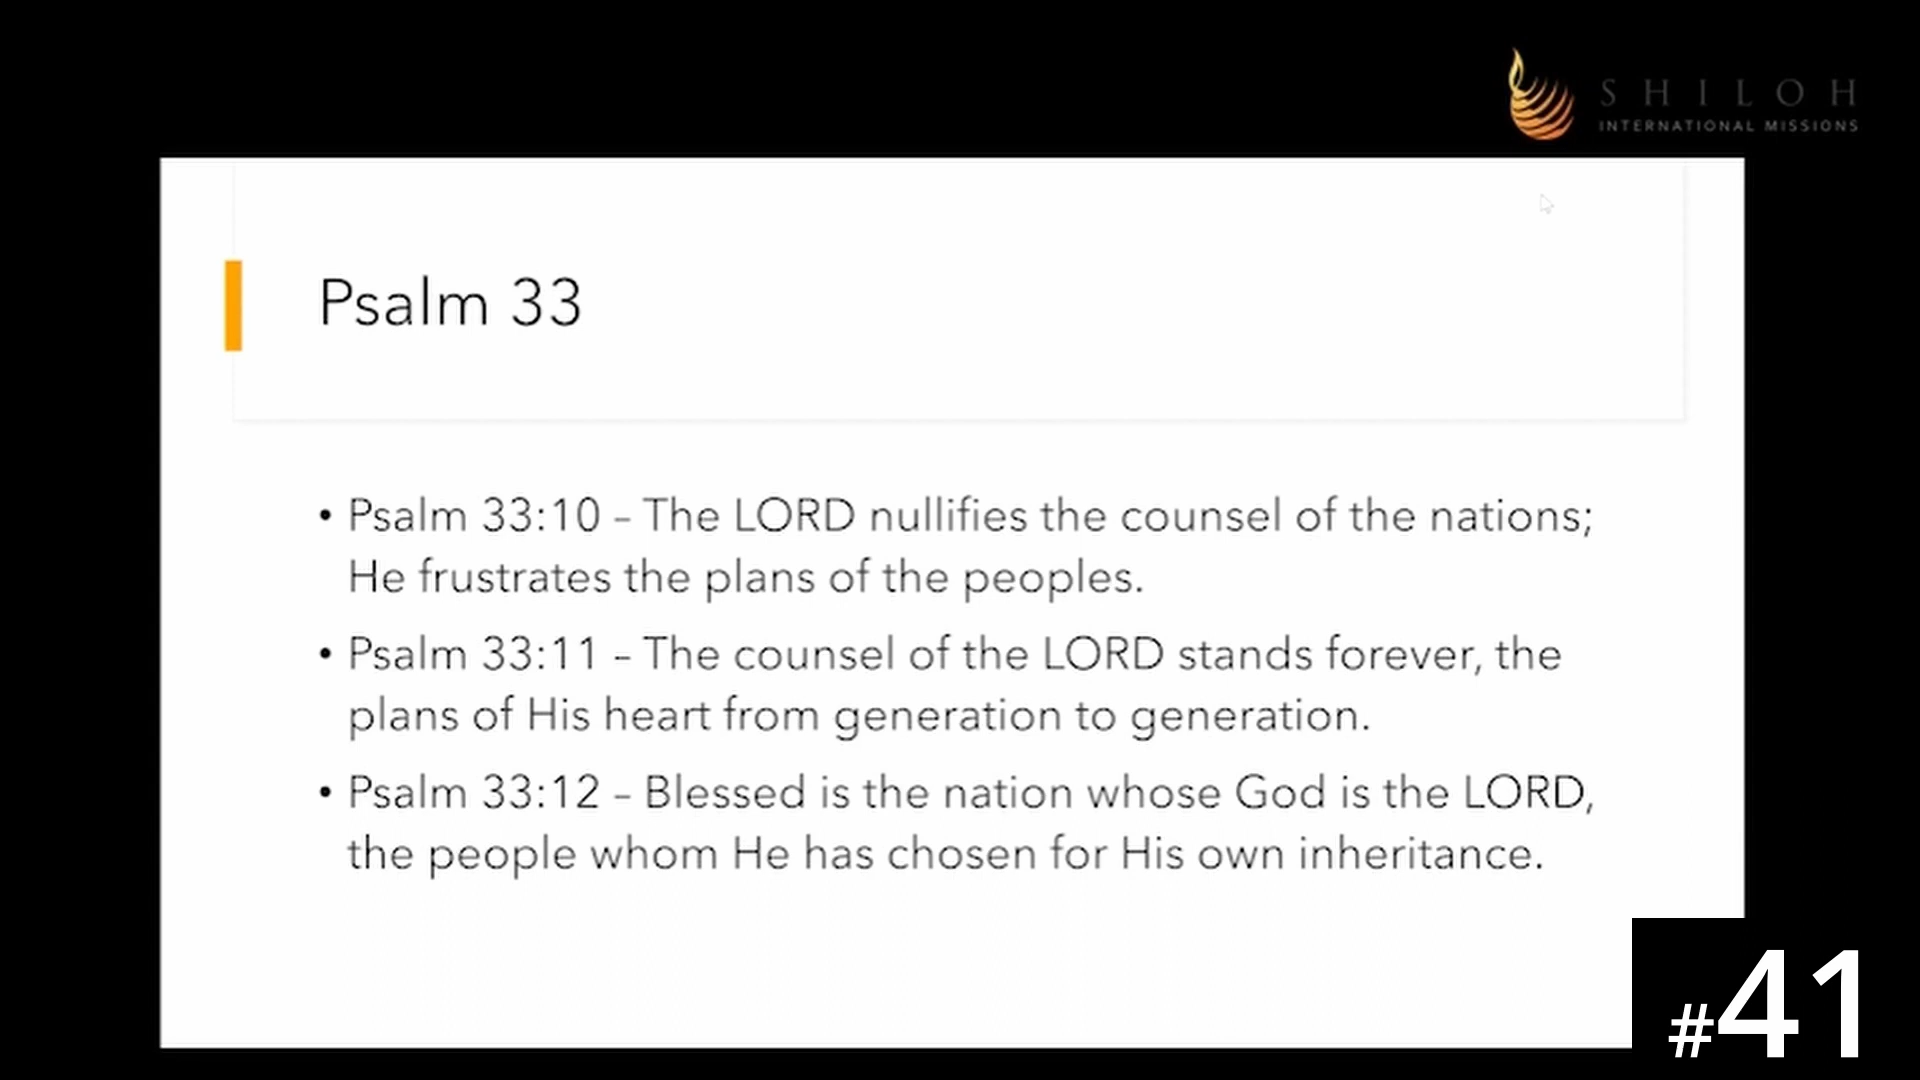 SHILOH
INTERNATIONAL MISSIONS
Psalm 33
• Psalm 33:10 – The LORD nullifies the counsel of the nations;
He frustrates the plans of the peoples.
• Psalm 33:11 – The counsel of the LORD stands forever, the
plans of His heart from generation to generation.
• Psalm 33:12 – Blessed is the nation whose God is the LORD,
the people whom He has chosen for His own inheritance.
#41